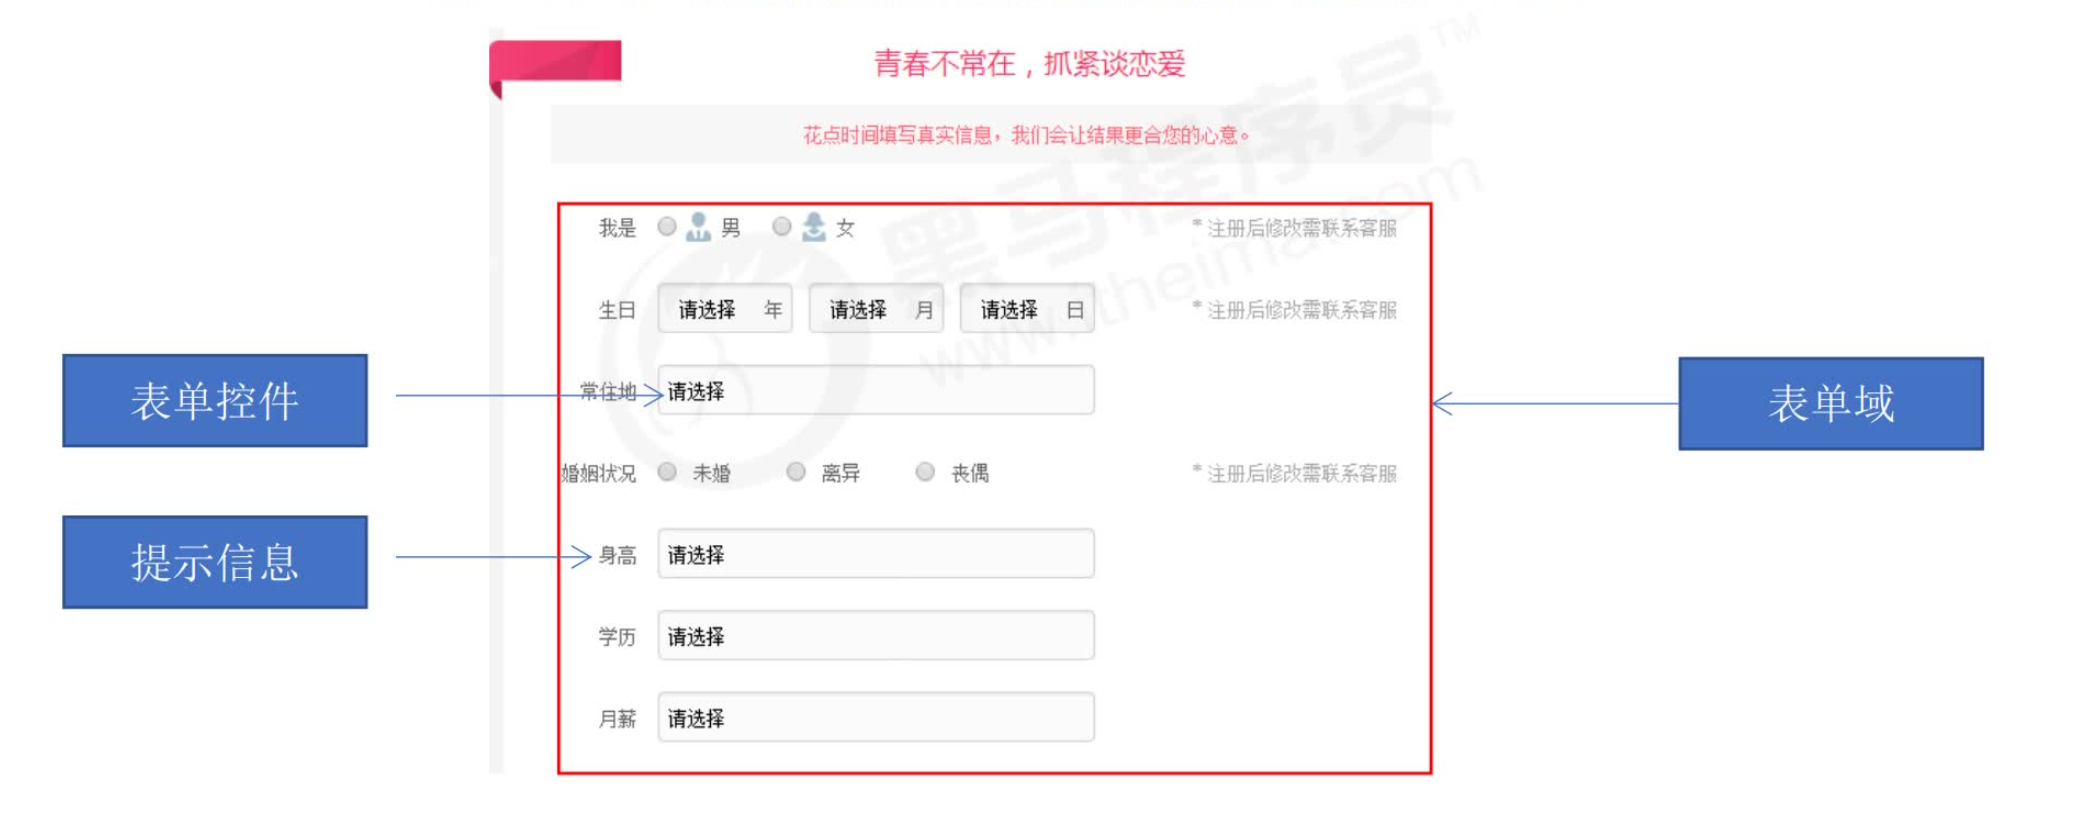 青春不常在，抓紧谈恋爱
花点时间填写真实信息，我们会让结果更合您的心意。
我是 男 女 *注册后修改需联系客服
生日 请选择 年 请选择 月 请选择 日 *注册后修改需联系客服
表单控件
常住地 请选择
表单域
婚姻状况 未婚 离异 丧偶 *注册后修改需联系客服
提示信息
身高 请选择
学历 请选择
月薪 请选择
黑马程序员™
www.itheima.com